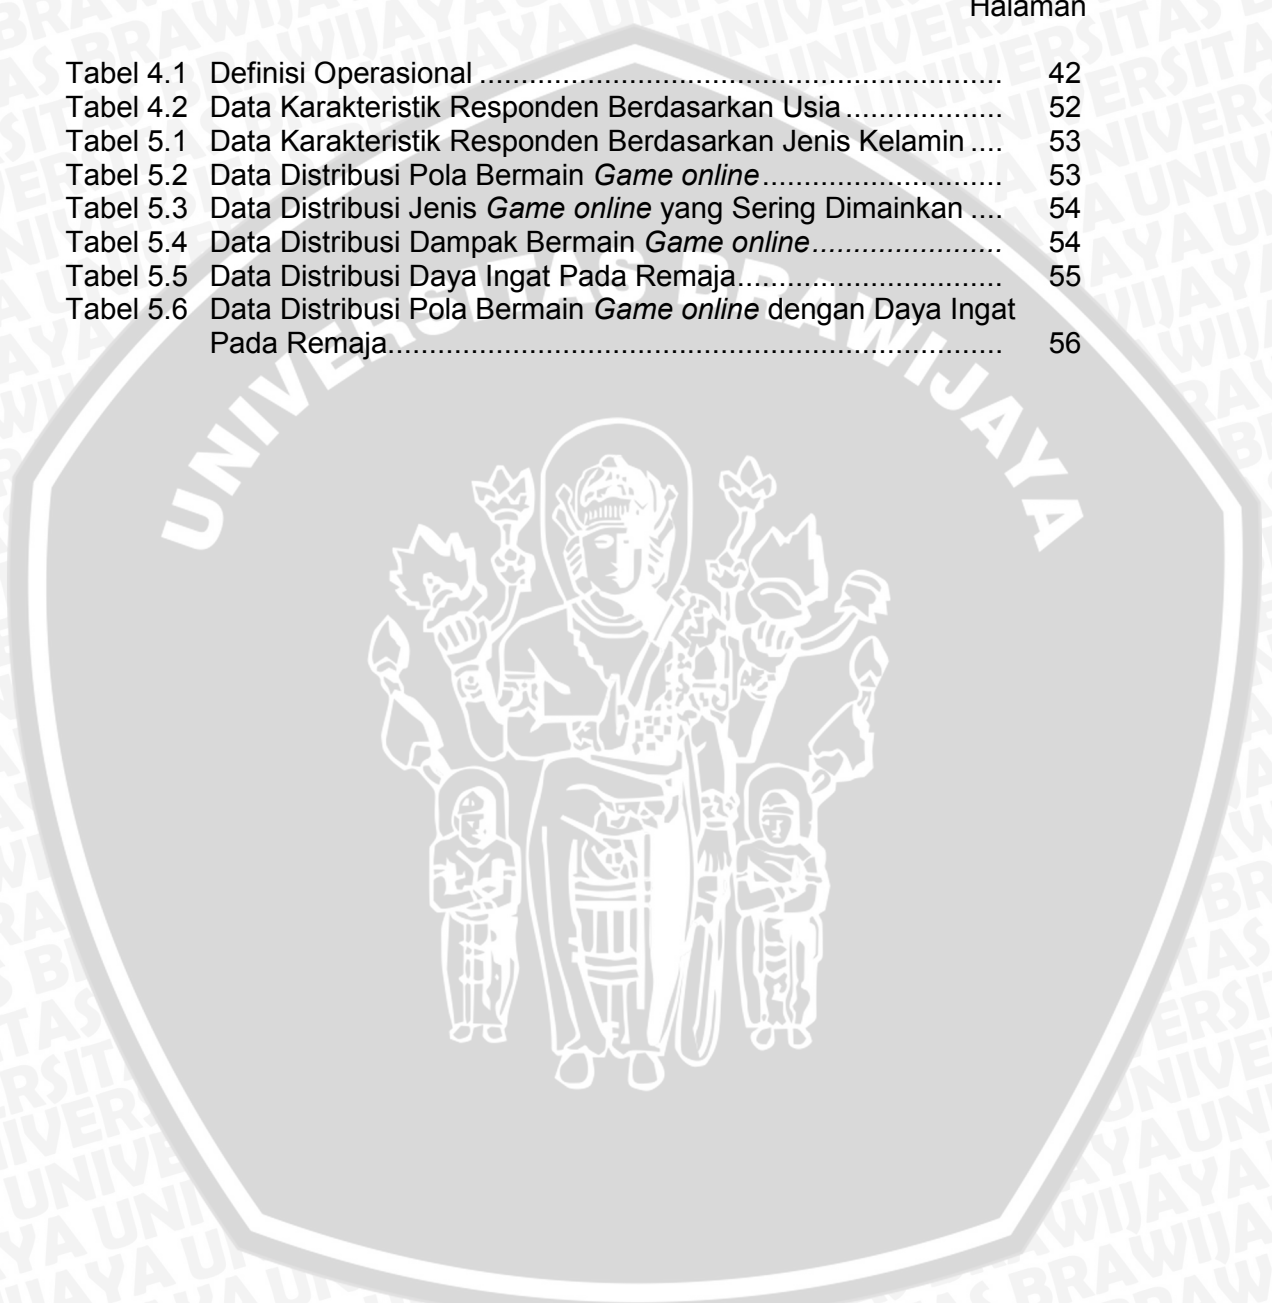 Halaman
Tabel 4.1 Definisi Operasional ............................................................... 42
Tabel 4.2 Data Karakteristik Responden Berdasarkan Usia ................... 52
Tabel 5.1 Data Karakteristik Responden Berdasarkan Jenis Kelamin .... 53
Tabel 5.2 Data Distribusi Pola Bermain Game online............................. 53
Tabel 5.3 Data Distribusi Jenis Game online yang Sering Dimainkan .... 54
Tabel 5.4 Data Distribusi Dampak Bermain Game online....................... 54
Tabel 5.5 Data Distribusi Daya Ingat Pada Remaja................................ 55
Tabel 5.6 Data Distribusi Pola Bermain Game online dengan Daya Ingat
Pada Remaja.......................................................................... 56
UNIVERSITAS BRAWIJAYA